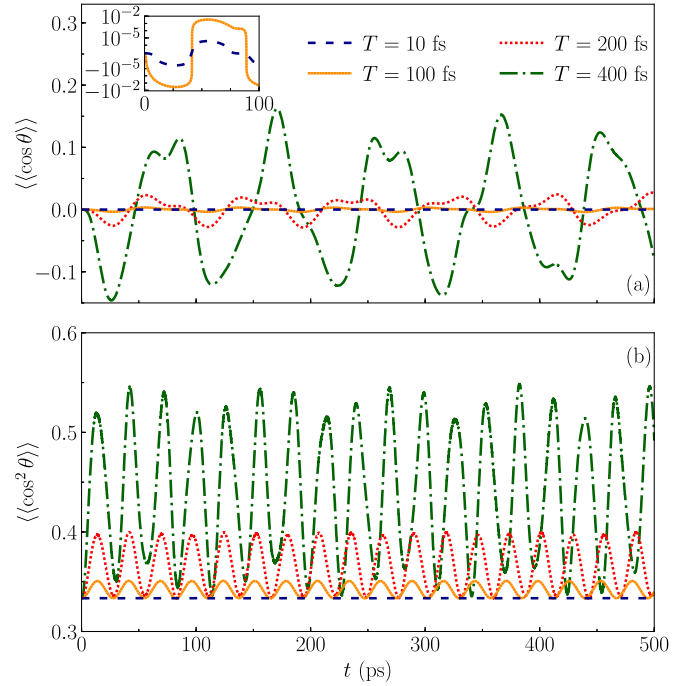 10⁻²
10⁻⁵
−10⁻⁵
−10⁻²
0 100
T = 10 fs
T = 100 fs
T = 200 fs
T = 400 fs
0.3
0.2
0.1
0.0
−0.1
⟨⟨cos θ⟩⟩
(a)
0.6
0.5
0.4
0.3
⟨⟨cos² θ⟩⟩
(b)
0 100 200 300 400 500
t (ps)